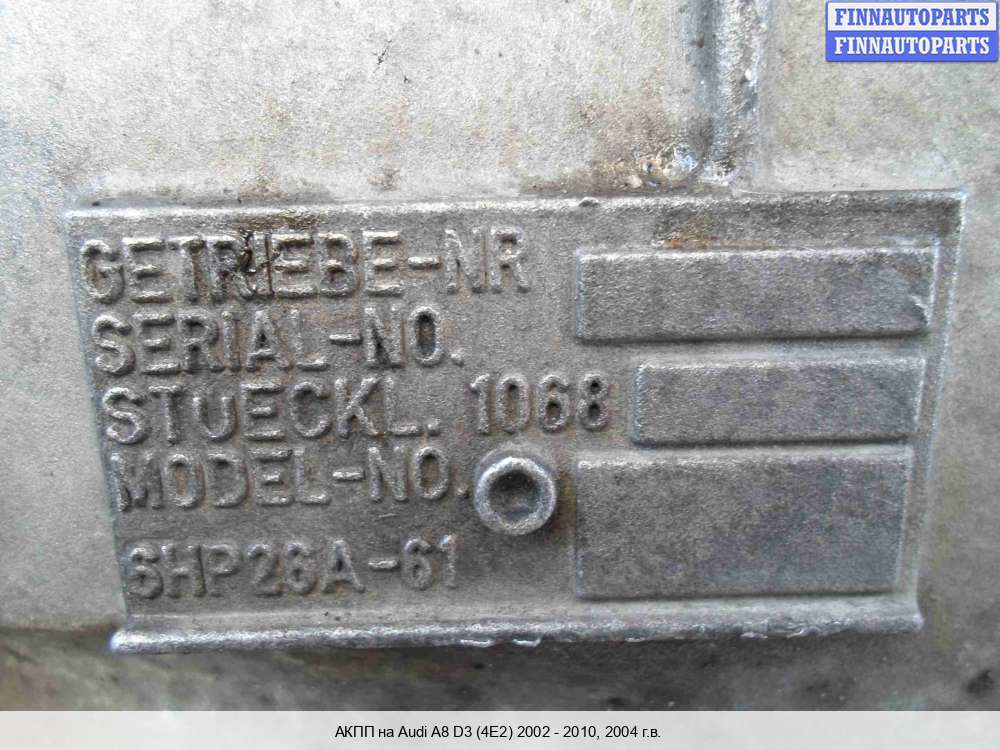 FINNAUTOPARTS
FINNAUTOPARTS
GETRIEBE-NR
SERIAL-NO.
STUECKL. 1068
MODEL-NO.
6HP26A-61
АКПП на Audi A8 D3 (4E2) 2002 - 2010, 2004 г.в.